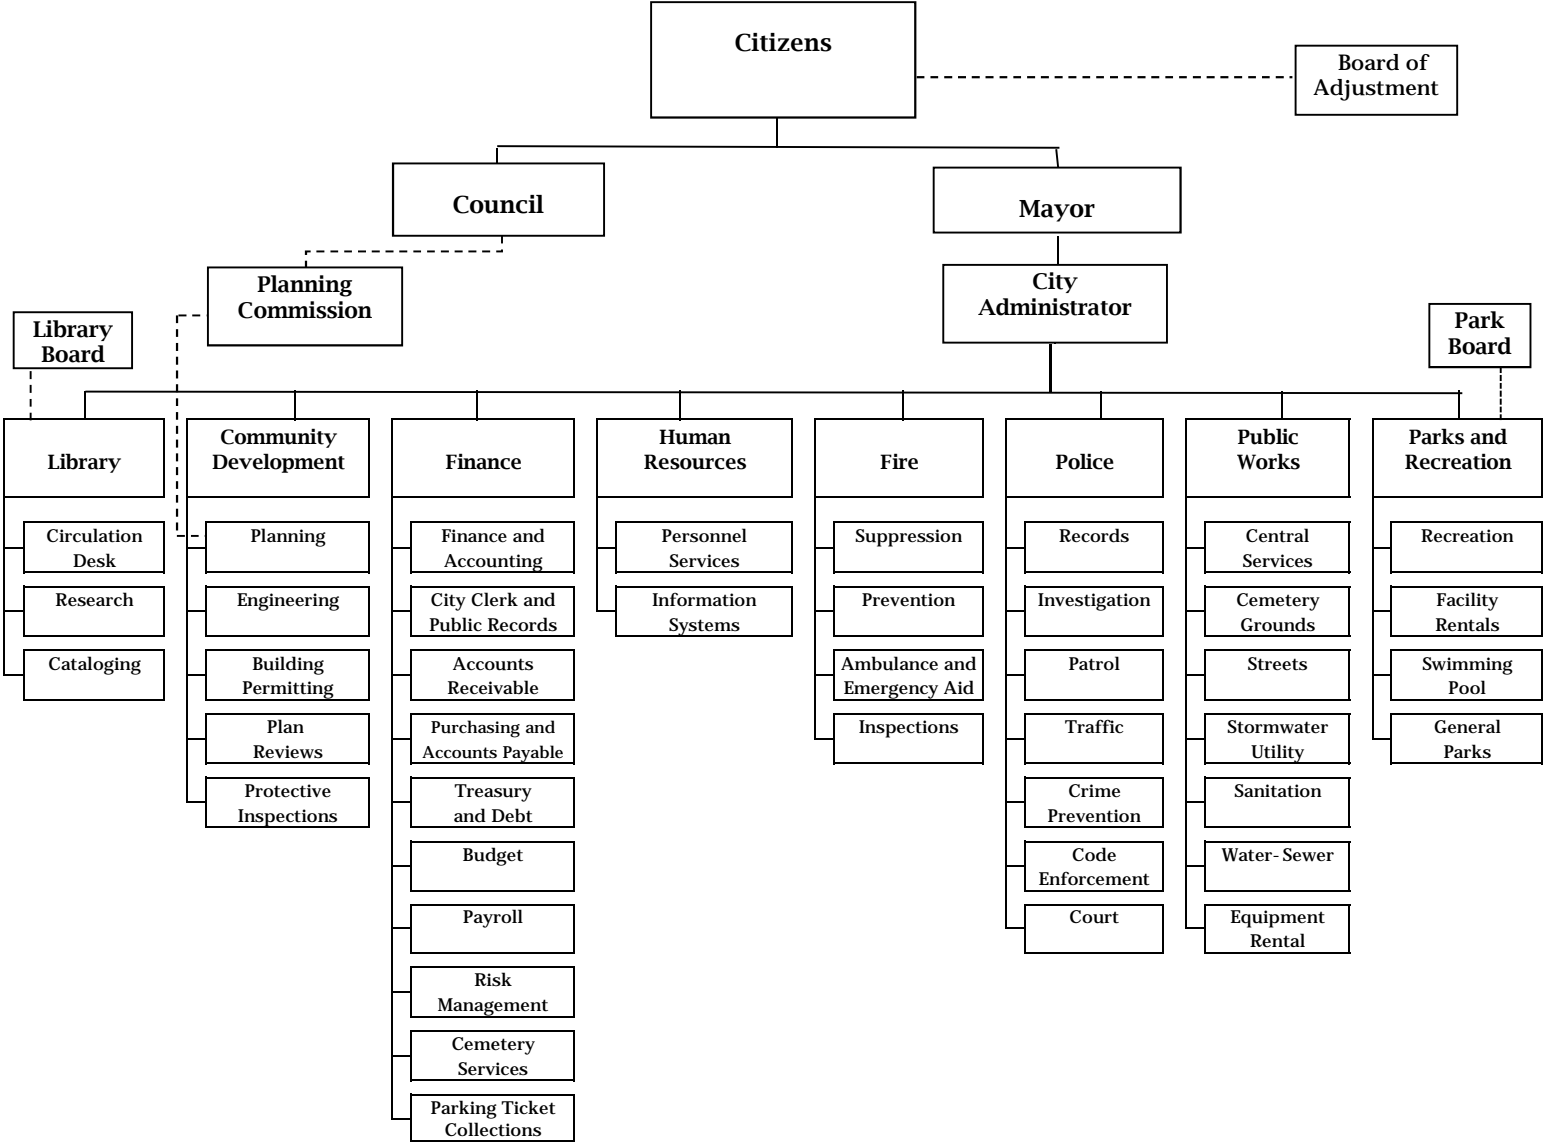 Citizens
Board of
Adjustment
Council
Mayor
Planning
Commission
City
Administrator
Library
Board
Park
Board
Library
Community
Development
Finance
Human
Resources
Fire
Police
Public
Works
Parks and
Recreation
Circulation
Desk
Research
Cataloging
Planning
Engineering
Building
Permitting
Plan
Reviews
Protective
Inspections
Finance and
Accounting
City Clerk and
Public Records
Accounts
Receivable
Purchasing and
Accounts Payable
Treasury
and Debt
Budget
Payroll
Risk
Management
Cemetery
Services
Parking Ticket
Collections
Personnel
Services
Information
Systems
Suppression
Prevention
Ambulance and
Emergency Aid
Inspections
Records
Investigation
Patrol
Traffic
Crime
Prevention
Code
Enforcement
Court
Central
Services
Cemetery
Grounds
Streets
Stormwater
Utility
Sanitation
Water-Sewer
Equipment
Rental
Recreation
Facility
Rentals
Swimming
Pool
General
Parks